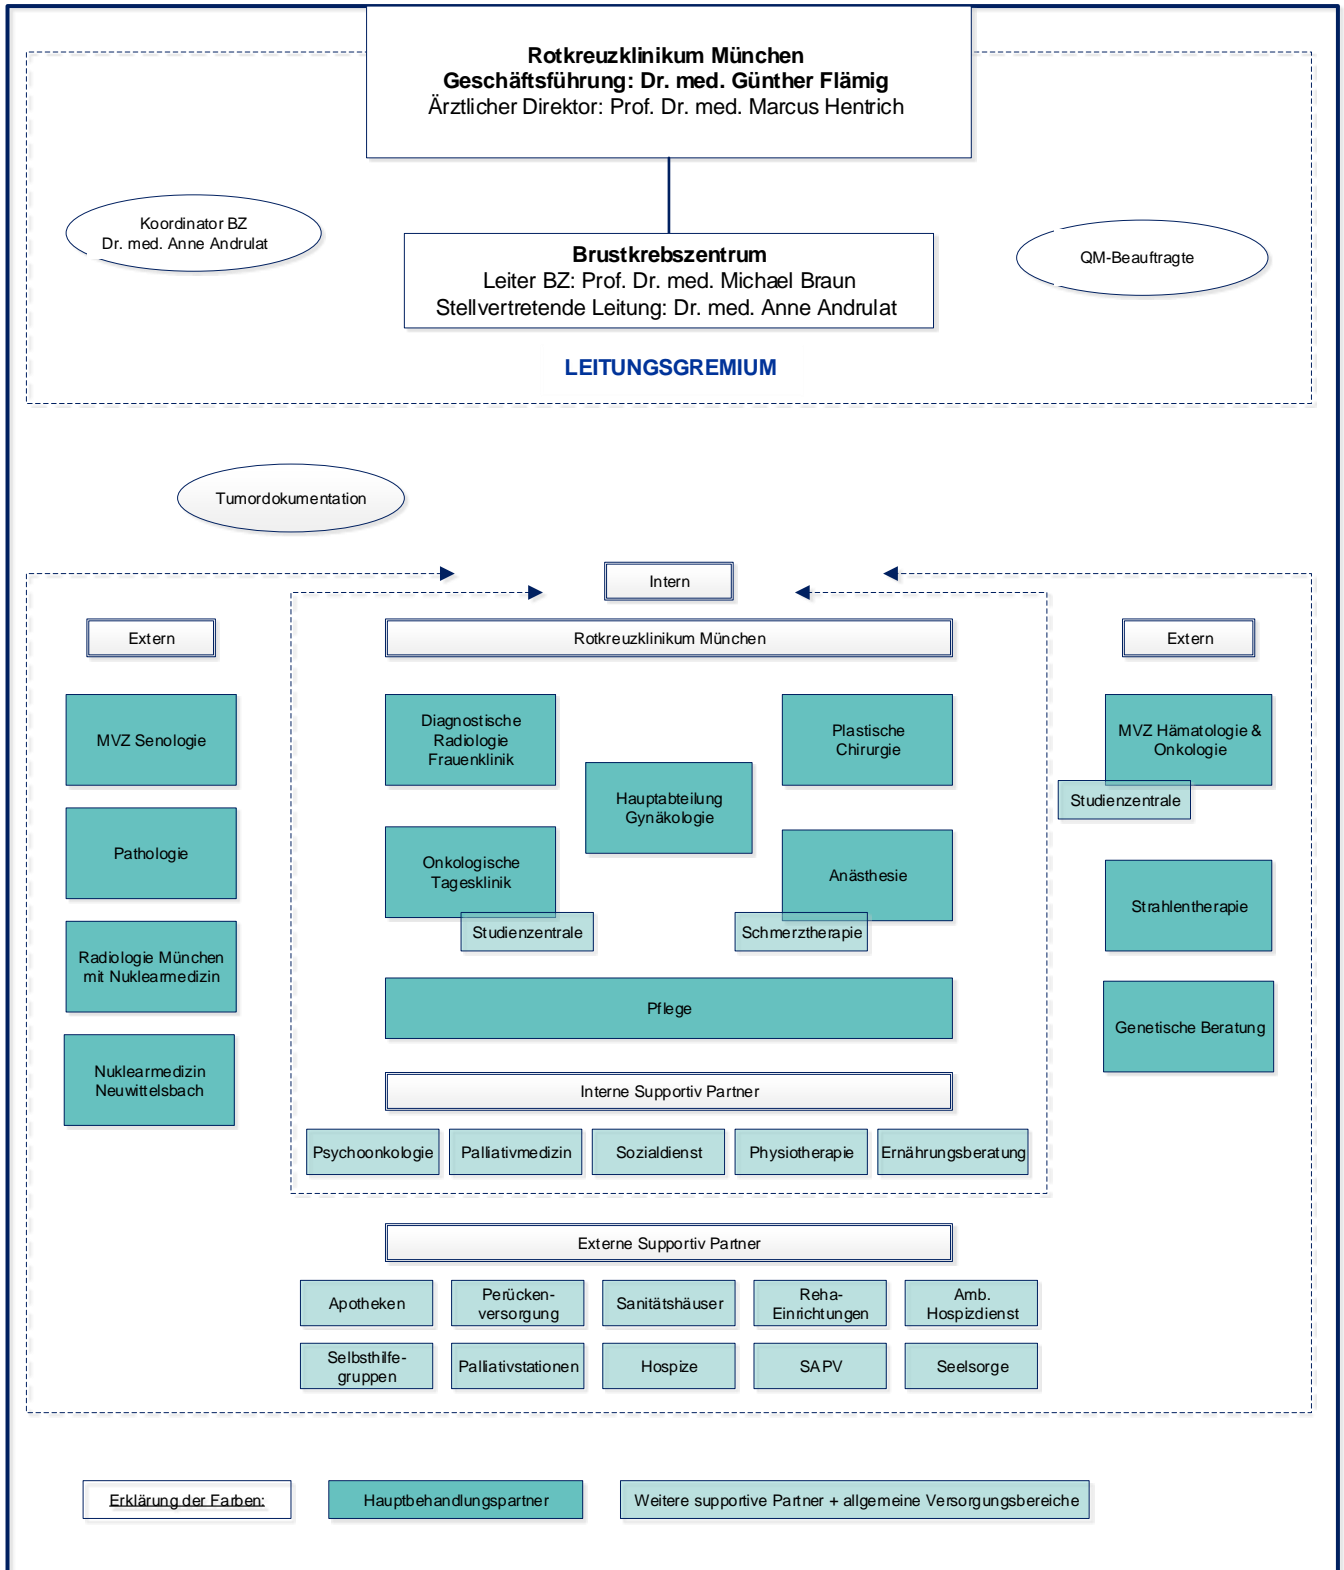 Rotkreuzklinikum München
Geschäftsführung: Dr. med. Günther Flämig
Ärztlicher Direktor: Prof. Dr. med. Marcus Hentrich
Koordinator BZ
Dr. med. Anne Andrulat
Brustkrebszentrum
Leiter BZ: Prof. Dr. med. Michael Braun
Stellvertretende Leitung: Dr. med. Anne Andrulat
QM-Beauftragte
LEITUNGSGREMIUM
Tumordokumentation
Intern
Extern
Rotkreuzklinikum München
Extern
MVZ Senologie
Pathologie
Radiologie München
mit Nuklearmedizin
Nuklearmedizin
Neuwittelsbach
Diagnostische
Radiologie
Frauenklinik
Hauptabteilung
Gynäkologie
Plastische
Chirurgie
Onkologische
Tagesklinik
Studienzentrale
Anästhesie
Schmerztherapie
Pflege
MVZ Hämatologie &
Onkologie
Studienzentrale
Strahlentherapie
Genetische Beratung
Interne Supportiv Partner
Psychoonkologie
Palliativmedizin
Sozialdienst
Physiotherapie
Ernährungsberatung
Externe Supportiv Partner
Apotheken
Perücken-
versorgung
Sanitätshäuser
Reha-
Einrichtungen
Amb.
Hospizdienst
Selbsthilfe-
gruppen
Palliativstationen
Hospize
SAPV
Seelsorge
Erklärung der Farben:
Hauptbehandlungspartner
Weitere supportive Partner + allgemeine Versorgungsbereiche